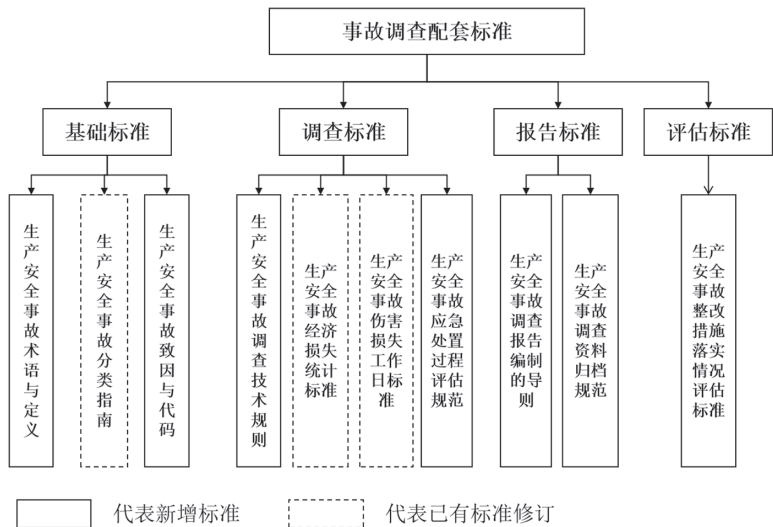 事故调查配套标准
基础标准
调查标准
报告标准
评估标准
生产安全事故术语与定义
生产安全事故分类指南
生产安全事故致因与代码
生产安全事故调查技术规则
生产安全事故经济损失统计标准
生产安全事故伤害损失工作日标准
生产安全事故应急处置过程评估规范
生产安全事故调查报告编制的导则
生产安全事故调查资料归档规范
生产安全事故整改措施落实情况评估标准
代表新增标准
代表已有标准修订